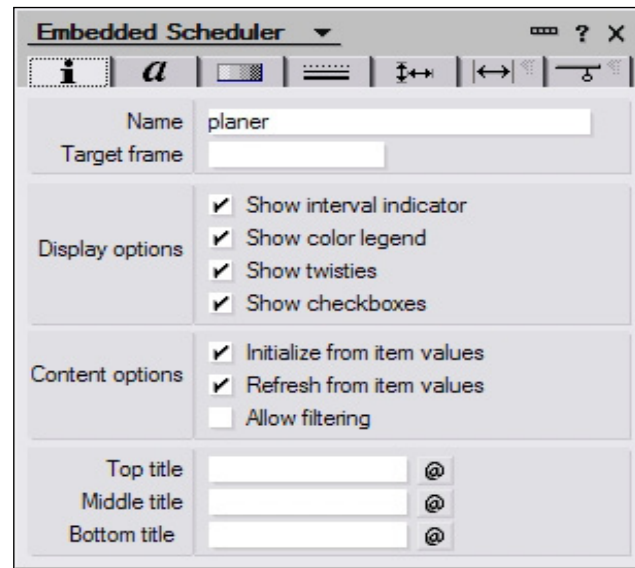 Embedded Scheduler
? X
i a
Name planer
Target frame
Display options
Show interval indicator
Show color legend
Show twisties
Show checkboxes
Content options
Initialize from item values
Refresh from item values
Allow filtering
Top title @
Middle title @
Bottom title @